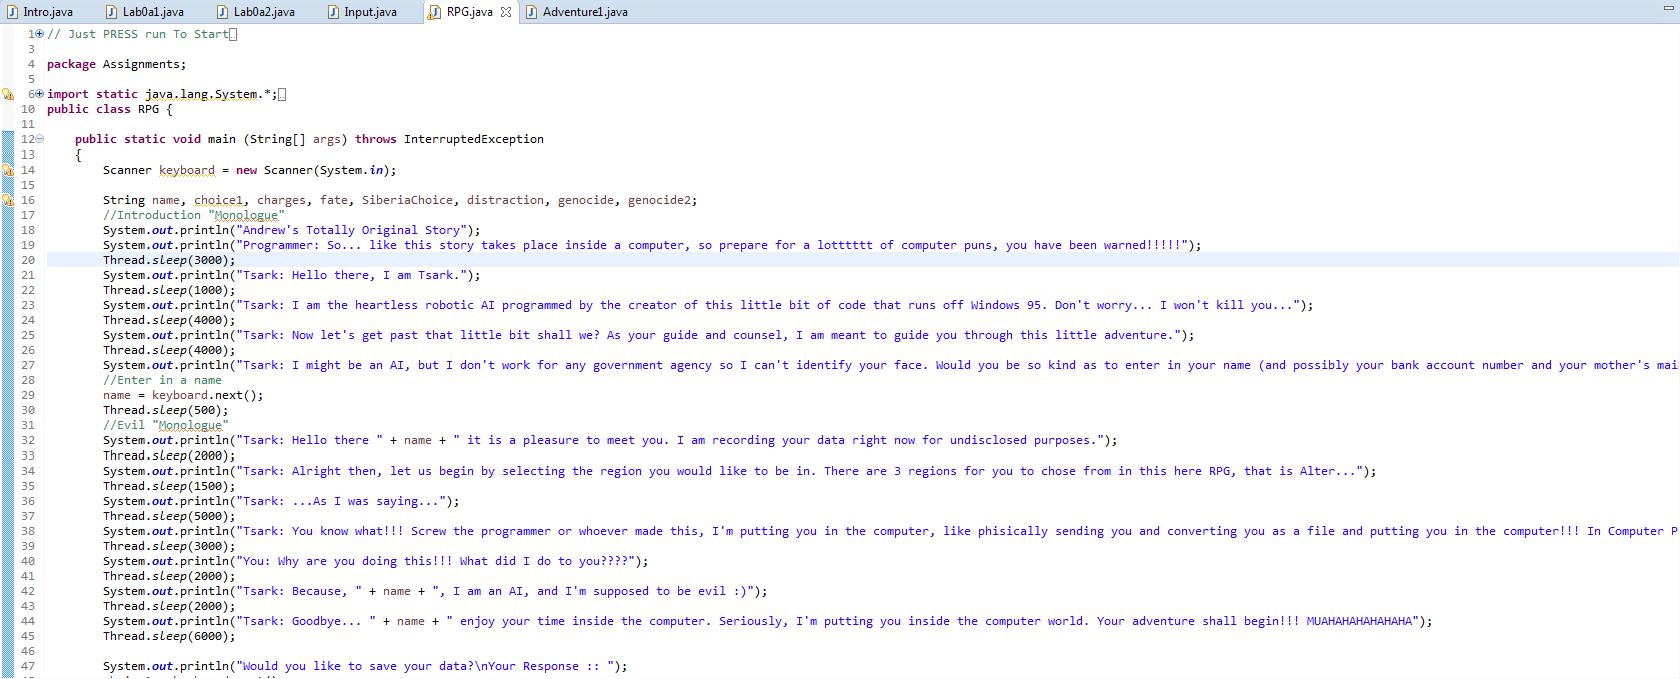 Intro.java Lab0a1.java Lab0a2.java Input.java RPG.java Adventure1.java
1 // Just PRESS run To Start
3
4 package Assignments;
5
6 import static java.lang.System.*;
10 public class RPG {
11
12 public static void main (String[] args) throws InterruptedException
13 {
14 Scanner keyboard = new Scanner(System.in);
15
16 String name, choice1, charges, fate, SiberiaChoice, distraction, genocide, genocide2;
17 //Introduction "Monologue"
18 System.out.println("Andrew's Totally Original Story");
19 System.out.println("Programmer: So... like this story takes place inside a computer, so prepare for a lotttttt of computer puns, you have been warned!!!!!");
20 Thread.sleep(3000);
21 System.out.println("Tsark: Hello there, I am Tsark.");
22 Thread.sleep(1000);
23 System.out.println("Tsark: I am the heartless robotic AI programmed by the creator of this little bit of code that runs off Windows 95. Don't worry... I won't kill you...");
24 Thread.sleep(4000);
25 System.out.println("Tsark: Now let's get past that little bit shall we? As your guide and counsel, I am meant to guide you through this little adventure.");
26 Thread.sleep(4000);
27 System.out.println("Tsark: I might be an AI, but I don't work for any government agency so I can't identify your face. Would you be so kind as to enter in your name (and possibly your bank account number and your mother's mai
28 //Enter in a name
29 name = keyboard.next();
30 Thread.sleep(500);
31 //Evil "Monologue"
32 System.out.println("Tsark: Hello there " + name + " it is a pleasure to meet you. I am recording your data right now for undisclosed purposes.");
33 Thread.sleep(2000);
34 System.out.println("Tsark: Alright then, let us begin by selecting the region you would like to be in. There are 3 regions for you to chose from in this here RPG, that is Alter...");
35 Thread.sleep(1500);
36 System.out.println("Tsark: ...As I was saying...");
37 Thread.sleep(5000);
38 System.out.println("Tsark: You know what!!! Screw the programmer or whoever made this, I'm putting you in the computer, like phisically sending you and converting you as a file and putting you in the computer!!! In Computer P
39 Thread.sleep(3000);
40 System.out.println("You: Why are you doing this!!! What did I do to you????");
41 Thread.sleep(2000);
42 System.out.println("Tsark: Because, " + name + ", I am an AI, and I'm supposed to be evil :)");
43 Thread.sleep(2000);
44 System.out.println("Tsark: Goodbye... " + name + " enjoy your time inside the computer. Seriously, I'm putting you inside the computer world. Your adventure shall begin!!! MUAHAHAHAHAHAHA");
45 Thread.sleep(6000);
46
47 System.out.println("Would you like to save your data?\nYour Response :: ");